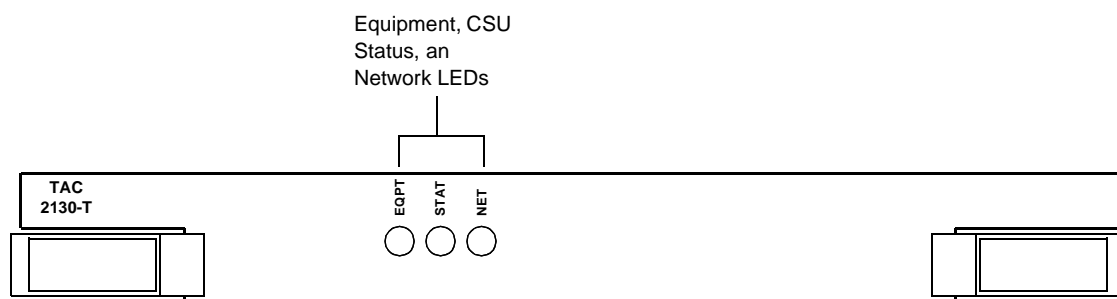 Equipment, CSU
Status, an
Network LEDs
TAC
2130-T
EQPT
STAT
NET